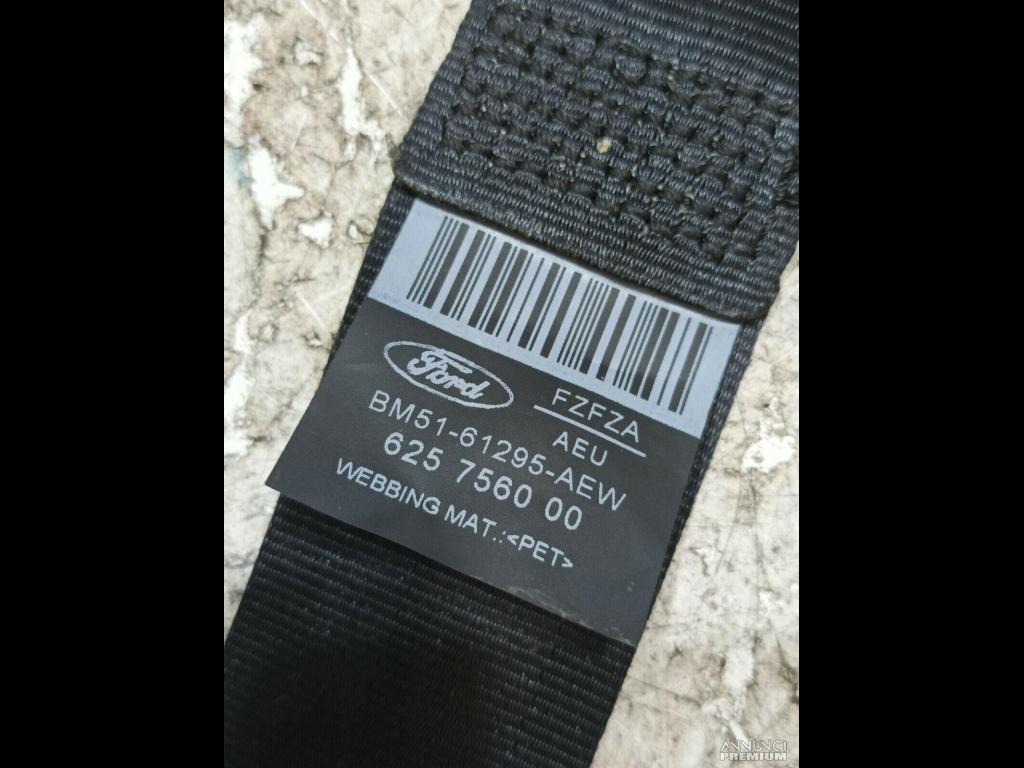 Ford
FZFZA
AEU
BM51-61295-AEW
625 7560 00
WEBBING MAT.:<PET>
ANNUNCI
PREMIUM